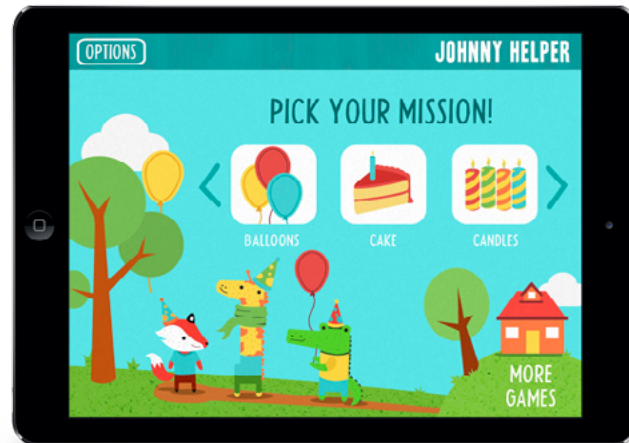 OPTIONS
JOHNNY HELPER
PICK YOUR MISSION!
BALLOONS
CAKE
CANDLES
MORE
GAMES